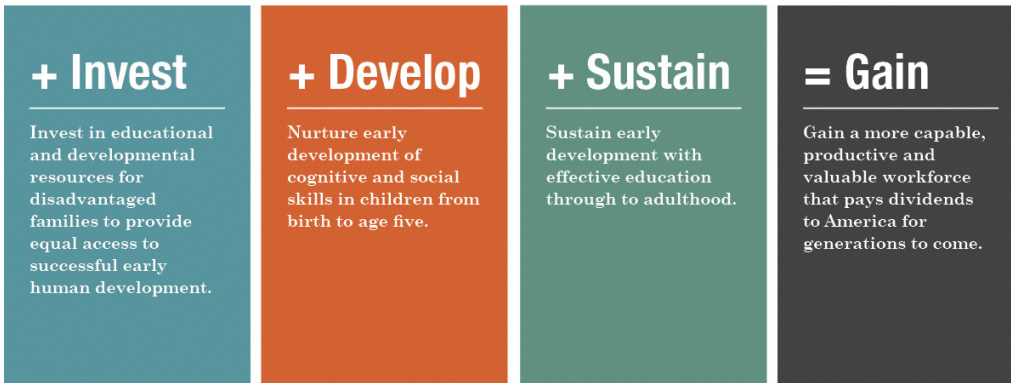 + Invest
Invest in educational
and developmental
resources for
disadvantaged
families to provide
equal access to
successful early
human development.
+ Develop
Nurture early
development of
cognitive and social
skills in children from
birth to age five.
+ Sustain
Sustain early
development with
effective education
through to adulthood.
= Gain
Gain a more capable,
productive and
valuable workforce
that pays dividends
to America for
generations to come.